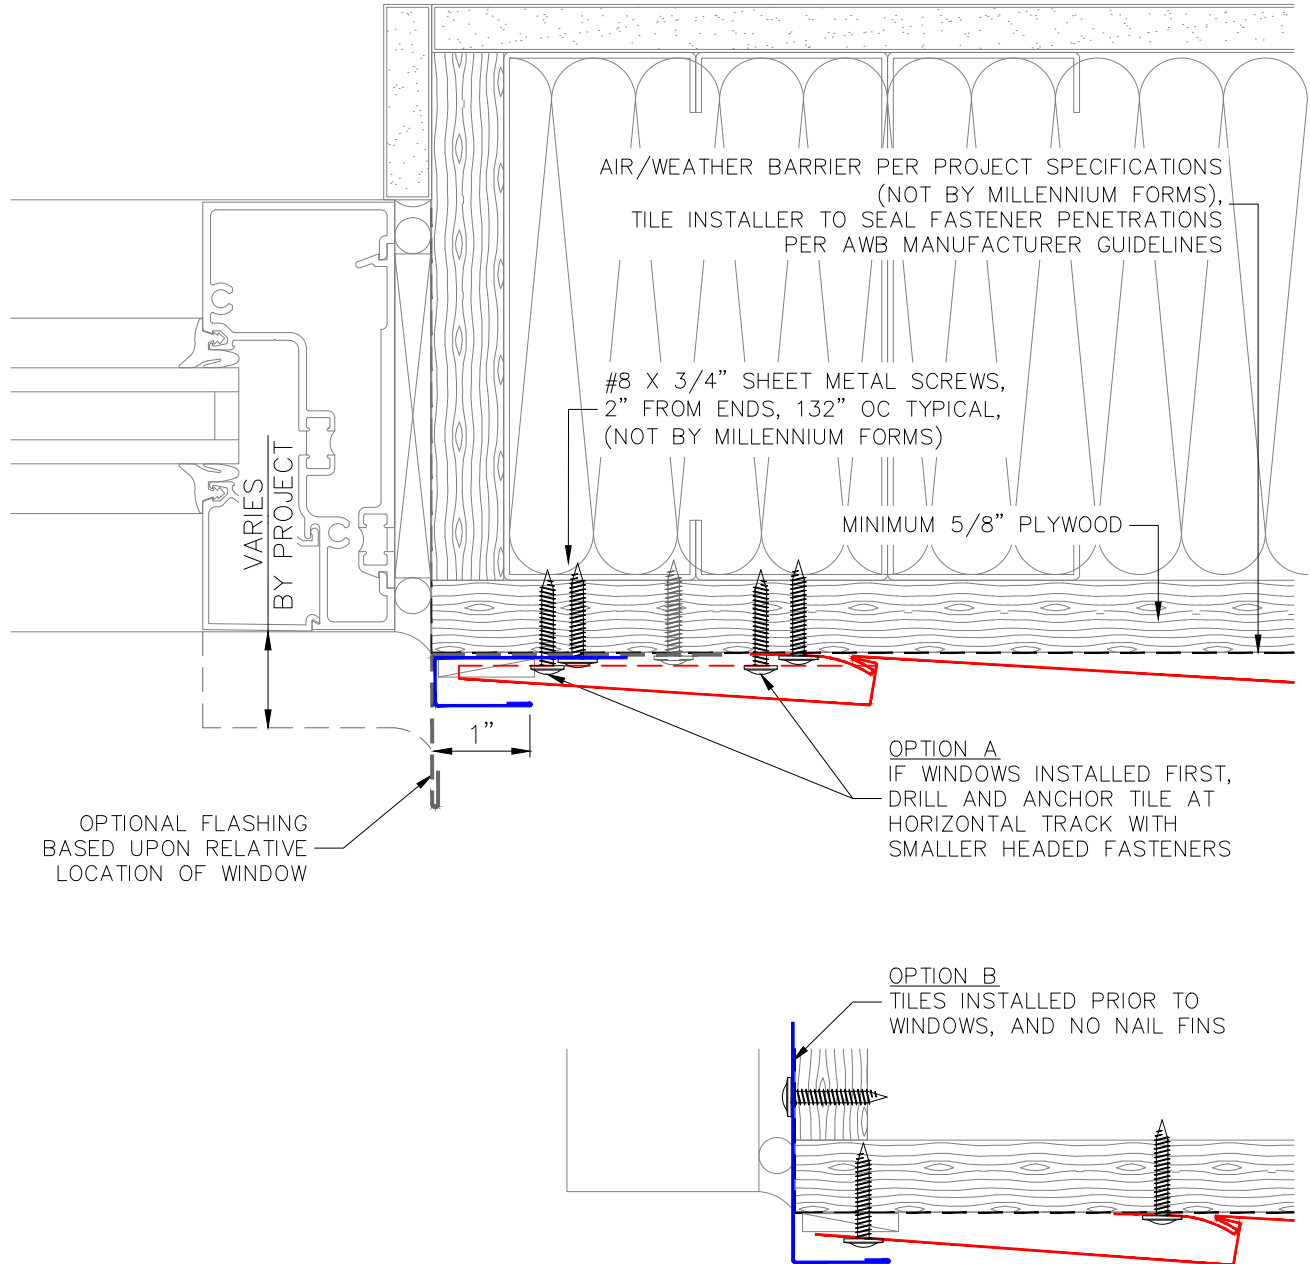 AIR/WEATHER BARRIER PER PROJECT SPECIFICATIONS
(NOT BY MILLENNIUM FORMS),
TILE INSTALLER TO SEAL FASTENER PENETRATIONS
PER AWB MANUFACTURER GUIDELINES
#8 X 3/4" SHEET METAL SCREWS,
2" FROM ENDS, 132" OC TYPICAL,
(NOT BY MILLENNIUM FORMS)
VARIES
BY PROJECT
MINIMUM 5/8" PLYWOOD
1"
OPTION A
IF WINDOWS INSTALLED FIRST,
DRILL AND ANCHOR TILE AT
HORIZONTAL TRACK WITH
SMALLER HEADED FASTENERS
OPTIONAL FLASHING
BASED UPON RELATIVE
LOCATION OF WINDOW
OPTION B
TILES INSTALLED PRIOR TO
WINDOWS, AND NO NAIL FINS